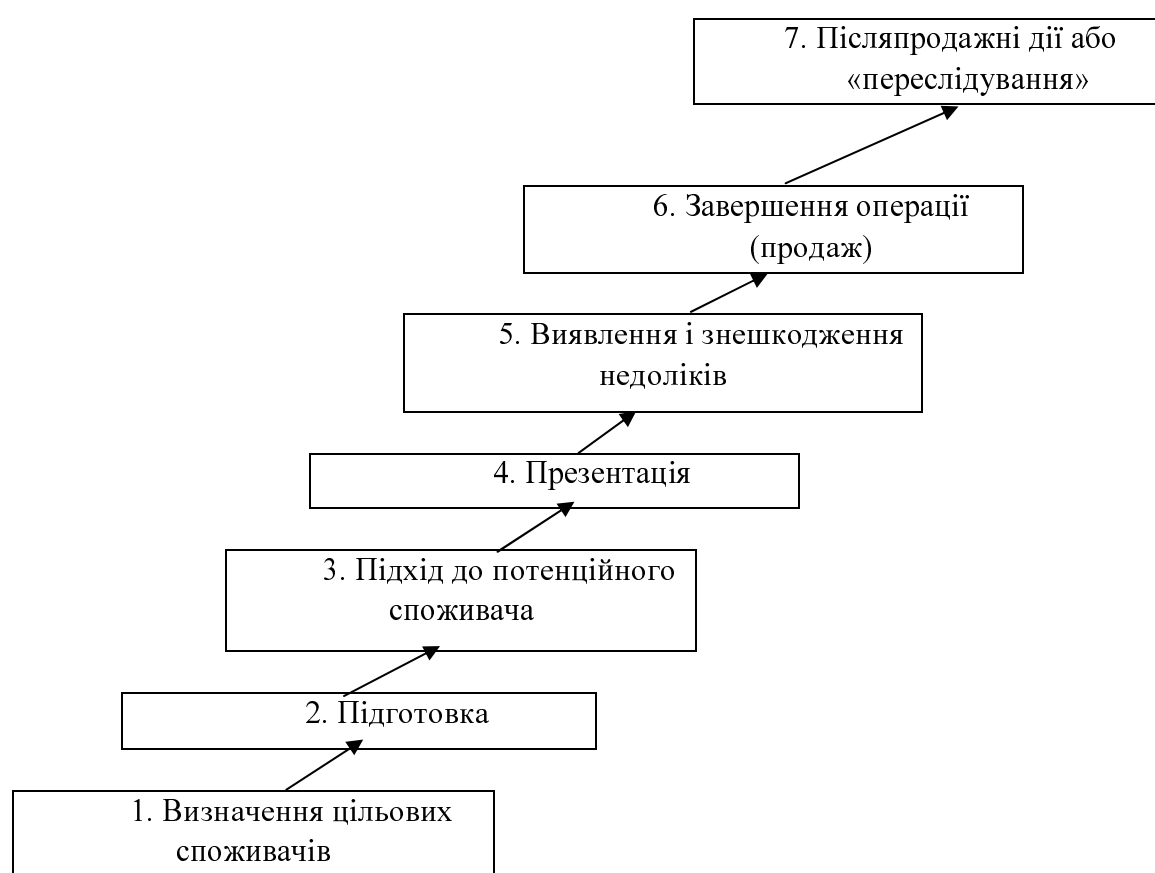 7. Післяпродажні дії або
«переслідування»
6. Завершення операції
(продаж)
5. Виявлення і знешкодження
недоліків
4. Презентація
3. Підхід до потенційного
споживача
2. Підготовка
1. Визначення цільових
споживачів